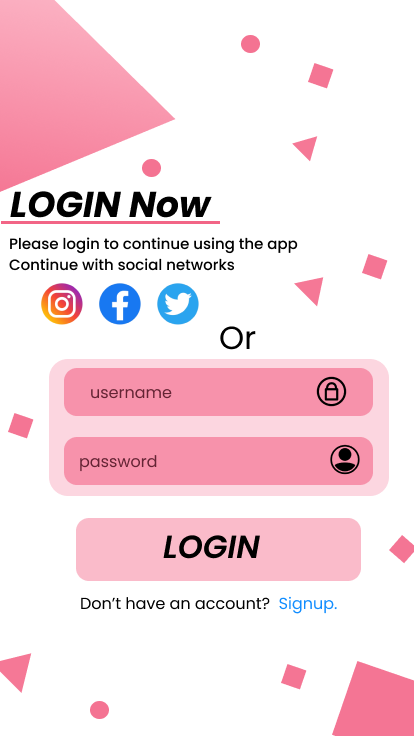 LOGIN Now
Please login to continue using the app
Continue with social networks
Or
username
password
LOGIN
Don’t have an account? Signup.